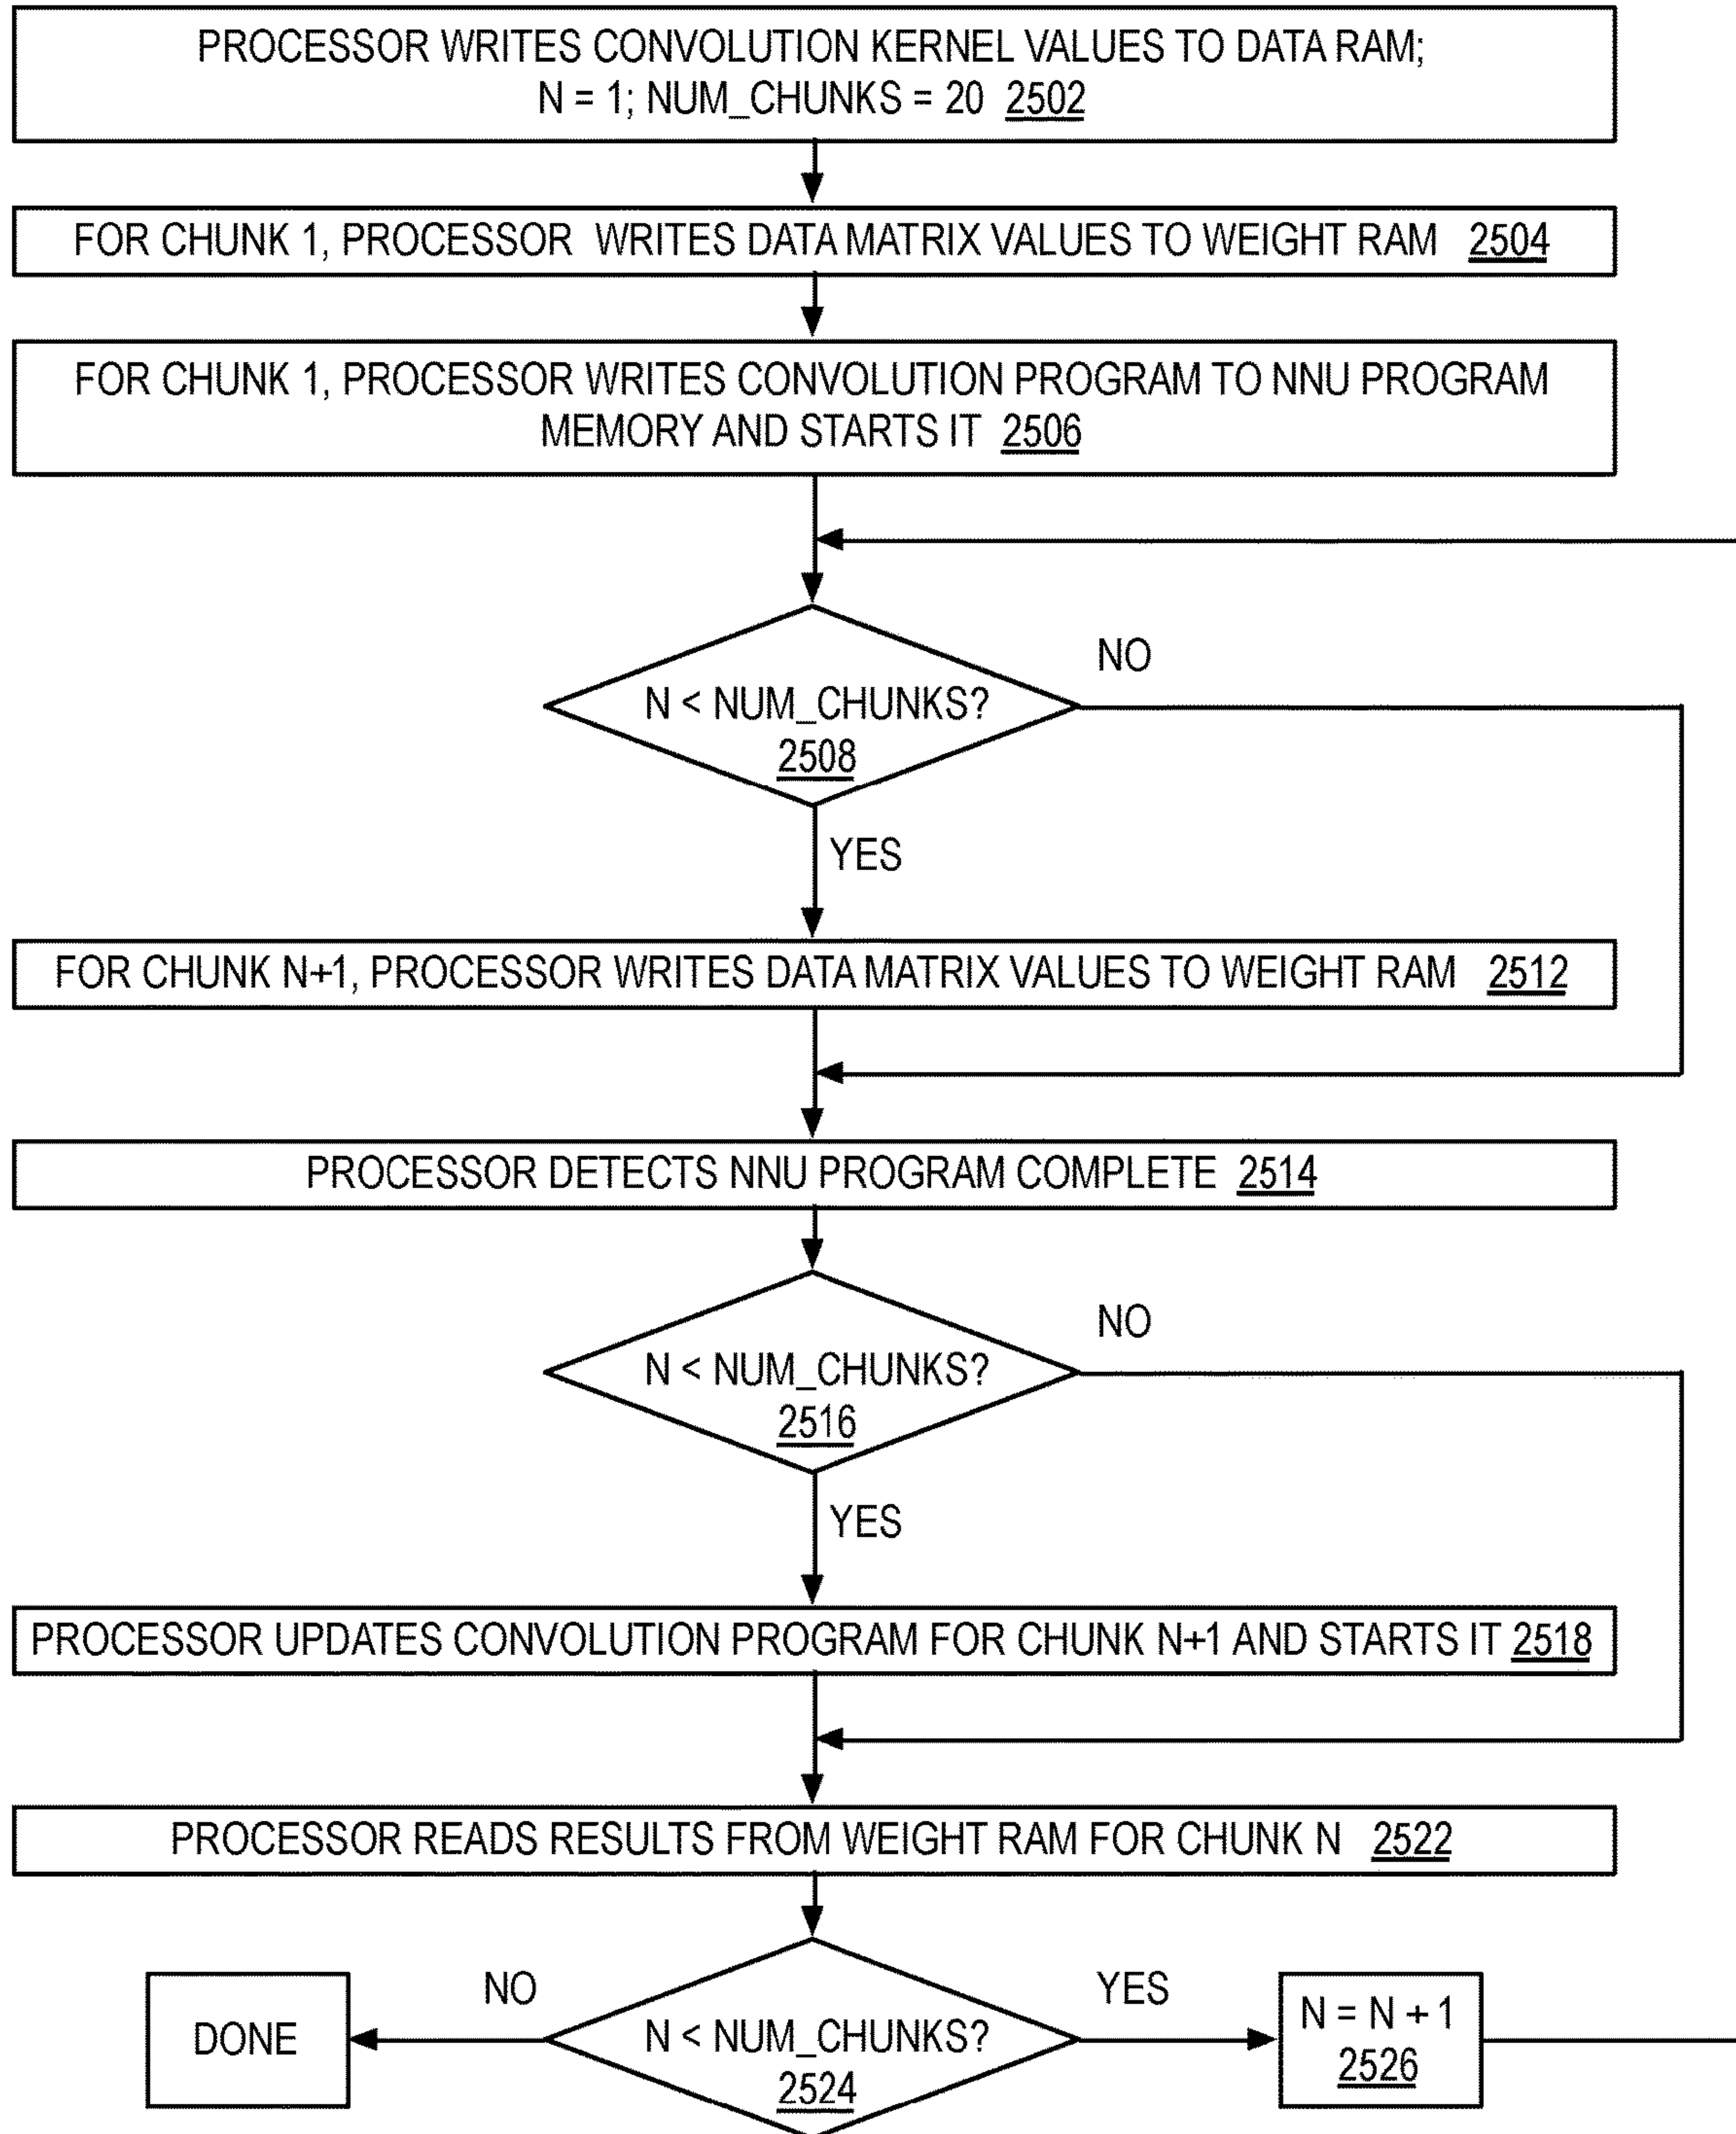 PROCESSOR WRITES CONVOLUTION KERNEL VALUES TO DATA RAM;
N = 1; NUM_CHUNKS = 20 2502
FOR CHUNK 1, PROCESSOR WRITES DATA MATRIX VALUES TO WEIGHT RAM 2504
FOR CHUNK 1, PROCESSOR WRITES CONVOLUTION PROGRAM TO NNU PROGRAM
MEMORY AND STARTS IT 2506
NO
N < NUM_CHUNKS?
2508
YES
FOR CHUNK N+1, PROCESSOR WRITES DATA MATRIX VALUES TO WEIGHT RAM 2512
PROCESSOR DETECTS NNU PROGRAM COMPLETE 2514
NO
N < NUM_CHUNKS?
2516
YES
PROCESSOR UPDATES CONVOLUTION PROGRAM FOR CHUNK N+1 AND STARTS IT 2518
PROCESSOR READS RESULTS FROM WEIGHT RAM FOR CHUNK N 2522
NO
YES
DONE
N < NUM_CHUNKS?
2524
N = N + 1
2526